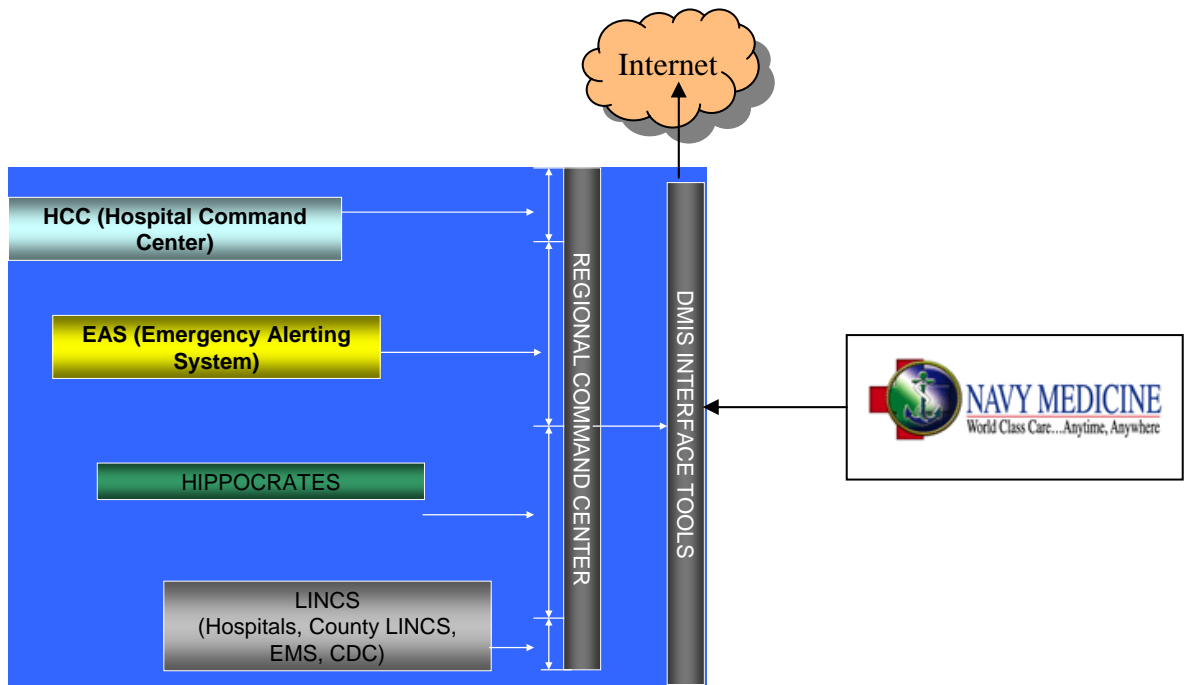 Internet
HCC (Hospital Command
Center)
EAS (Emergency Alerting
System)
HIPPOCRATES
LINCS
(Hospitals, County LINCS,
EMS, CDC)
REGIONAL COMMAND CENTER
DMIS INTERFACE TOOLS
NAVY MEDICINE
World Class Care...Anytime, Anywhere